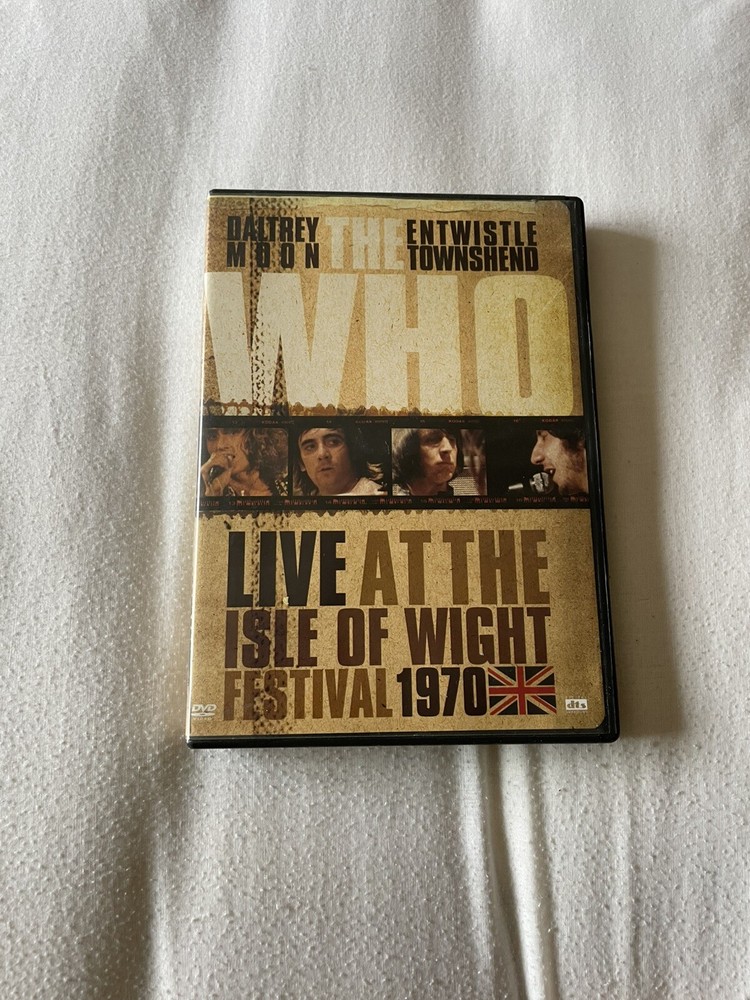 DALTREY THE ENTWISTLE
MOON TOWNSHEND
WHO
LIVE AT THE
ISLE OF WIGHT
FESTIVAL 1970
DVD
dts